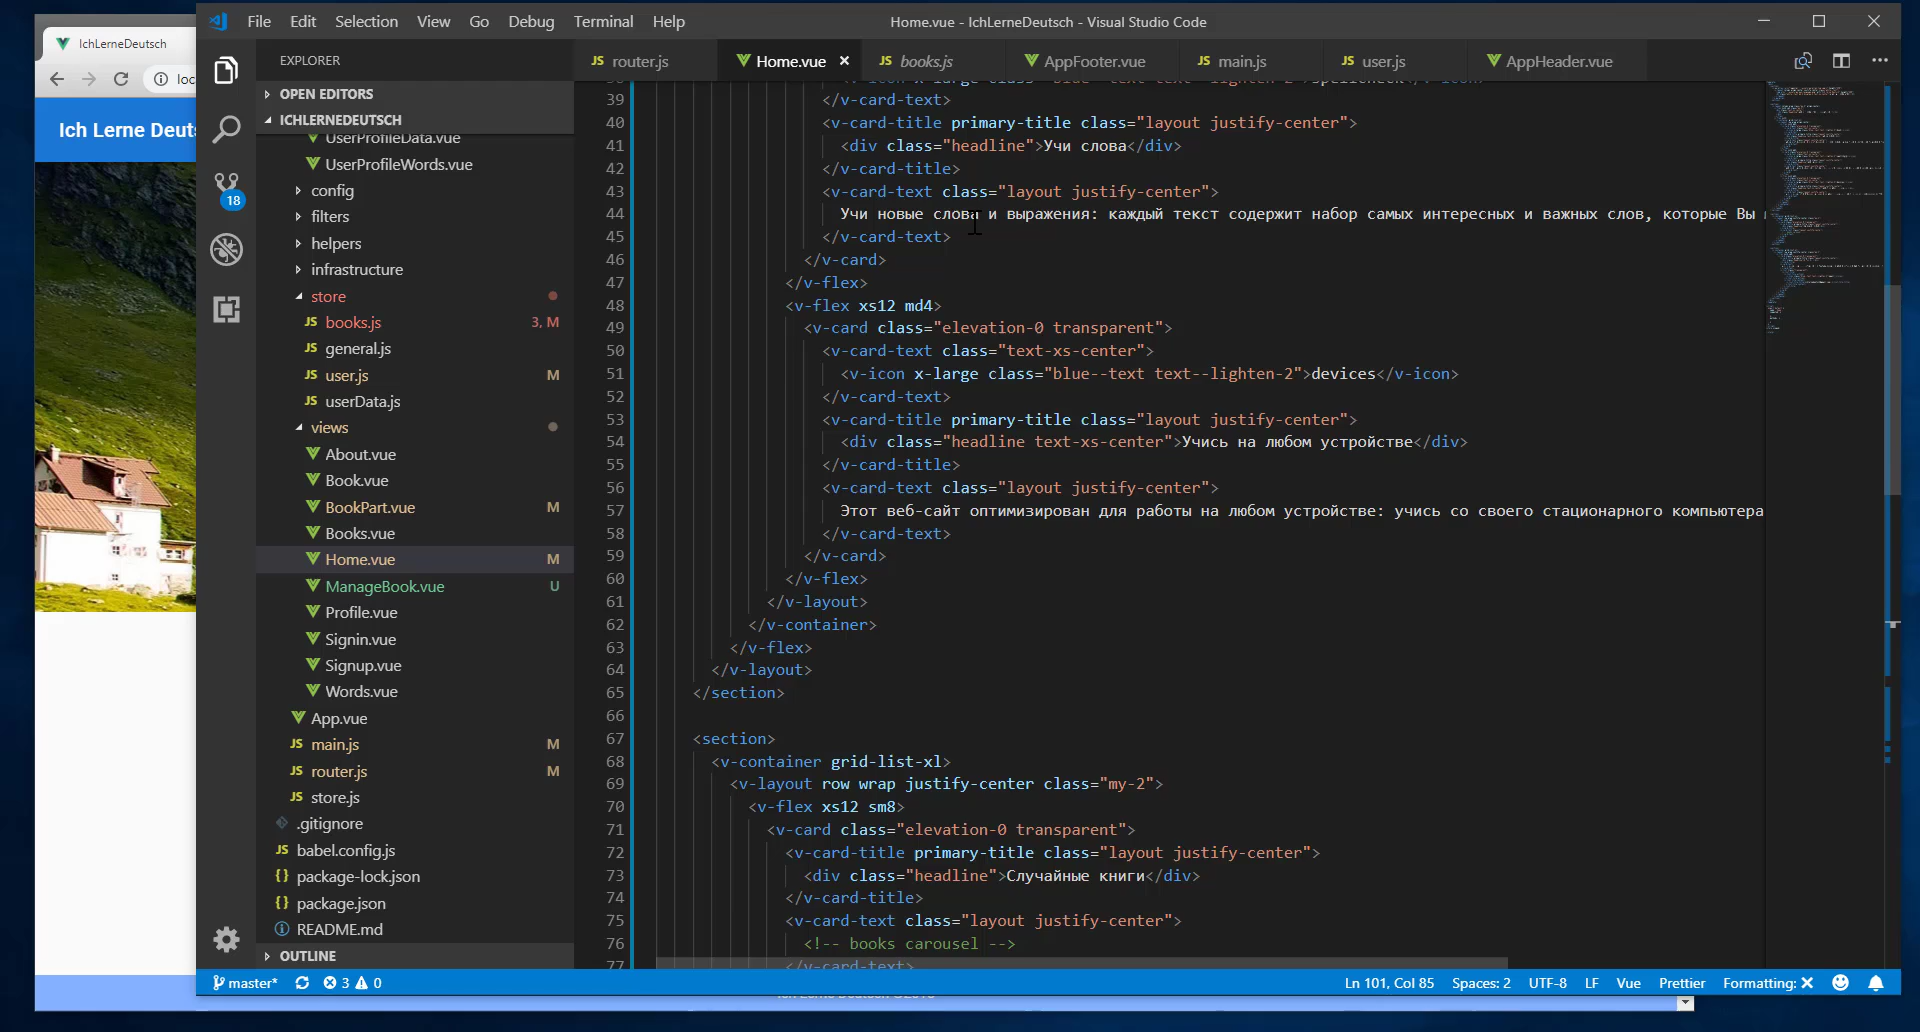 IchLerneDeutsch
loc
Ich Lerne Deuts
File Edit Selection View Go Debug Terminal Help
Home.vue - IchLerneDeutsch - Visual Studio Code
EXPLORER
OPEN EDITORS
ICHLERNEDEUTSCH
UserProfileData.vue
UserProfileWords.vue
config
filters
helpers
infrastructure
store
books.js 3, M
general.js
user.js M
userData.js
views
About.vue
Book.vue
BookPart.vue M
Books.vue
Home.vue M
ManageBook.vue U
Profile.vue
Signin.vue
Signup.vue
Words.vue
App.vue
main.js M
router.js M
store.js
.gitignore
babel.config.js
package-lock.json
package.json
README.md
OUTLINE
18
router.js Home.vue books.js AppFooter.vue main.js user.js AppHeader.vue
39 </v-card-text>
40 <v-card-title primary-title class="layout justify-center">
41 <div class="headline">Учи слова</div>
42 </v-card-title>
43 <v-card-text class="layout justify-center">
44 Учи новые слова и выражения: каждый текст содержит набор самых интересных и важных слов, которые Вы
45 </v-card-text>
46 </v-card>
47 </v-flex>
48 <v-flex xs12 md4>
49 <v-card class="elevation-0 transparent">
50 <v-card-text class="text-xs-center">
51 <v-icon x-large class="blue--text text--lighten-2">devices</v-icon>
52 </v-card-text>
53 <v-card-title primary-title class="layout justify-center">
54 <div class="headline text-xs-center">Учись на любом устройстве</div>
55 </v-card-title>
56 <v-card-text class="layout justify-center">
57 Этот веб-сайт оптимизирован для работы на любом устройстве: учись со своего стационарного компьютера
58 </v-card-text>
59 </v-card>
60 </v-flex>
61 </v-layout>
62 </v-container>
63 </v-flex>
64 </v-layout>
65 </section>
66
67 <section>
68 <v-container grid-list-xl>
69 <v-layout row wrap justify-center class="my-2">
70 <v-flex xs12 sm8>
71 <v-card class="elevation-0 transparent">
72 <v-card-title primary-title class="layout justify-center">
73 <div class="headline">Случайные книги</div>
74 </v-card-title>
75 <v-card-text class="layout justify-center">
76 <!-- books carousel -->
77 </v-card-text>
master* 3 0 Ln 101, Col 85 Spaces: 2 UTF-8 LF Vue Prettier Formatting: